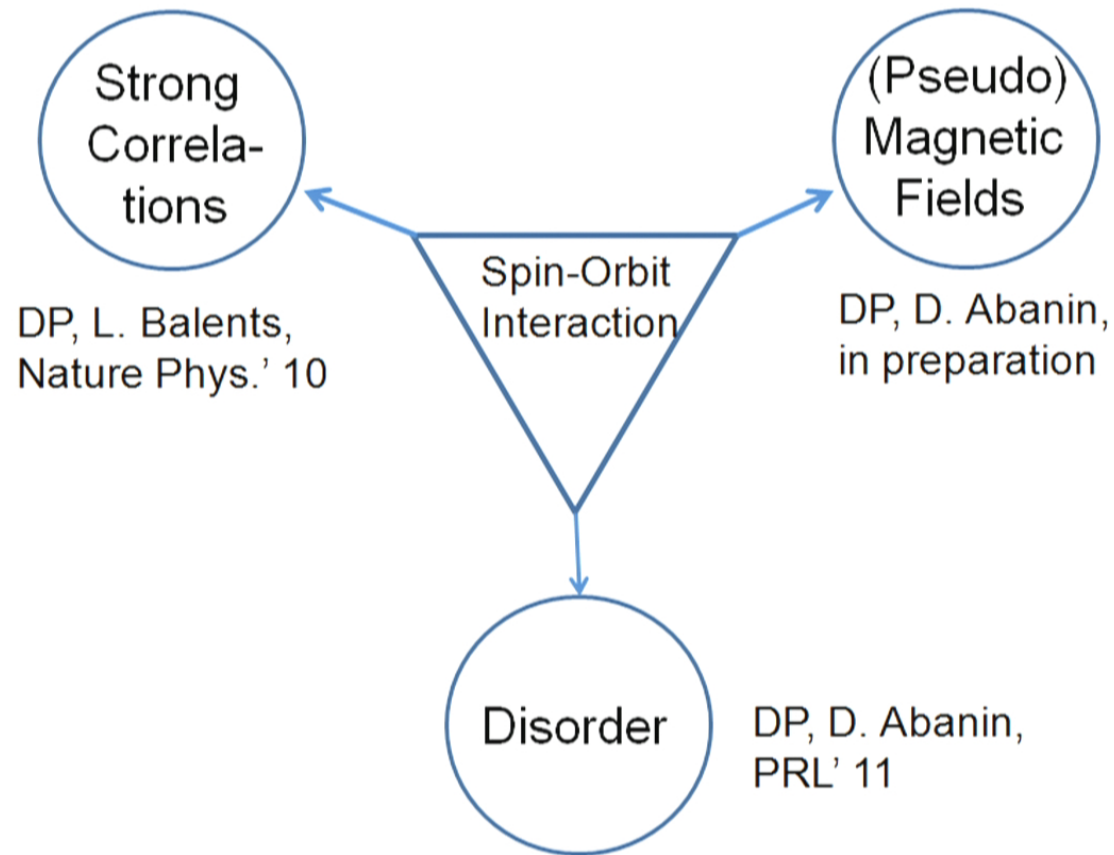 Strong
Correla-
tions
(Pseudo)
Magnetic
Fields
Spin-Orbit
Interaction
DP, L. Balents,
Nature Phys.’ 10
DP, D. Abanin,
in preparation
Disorder
DP, D. Abanin,
PRL’ 11